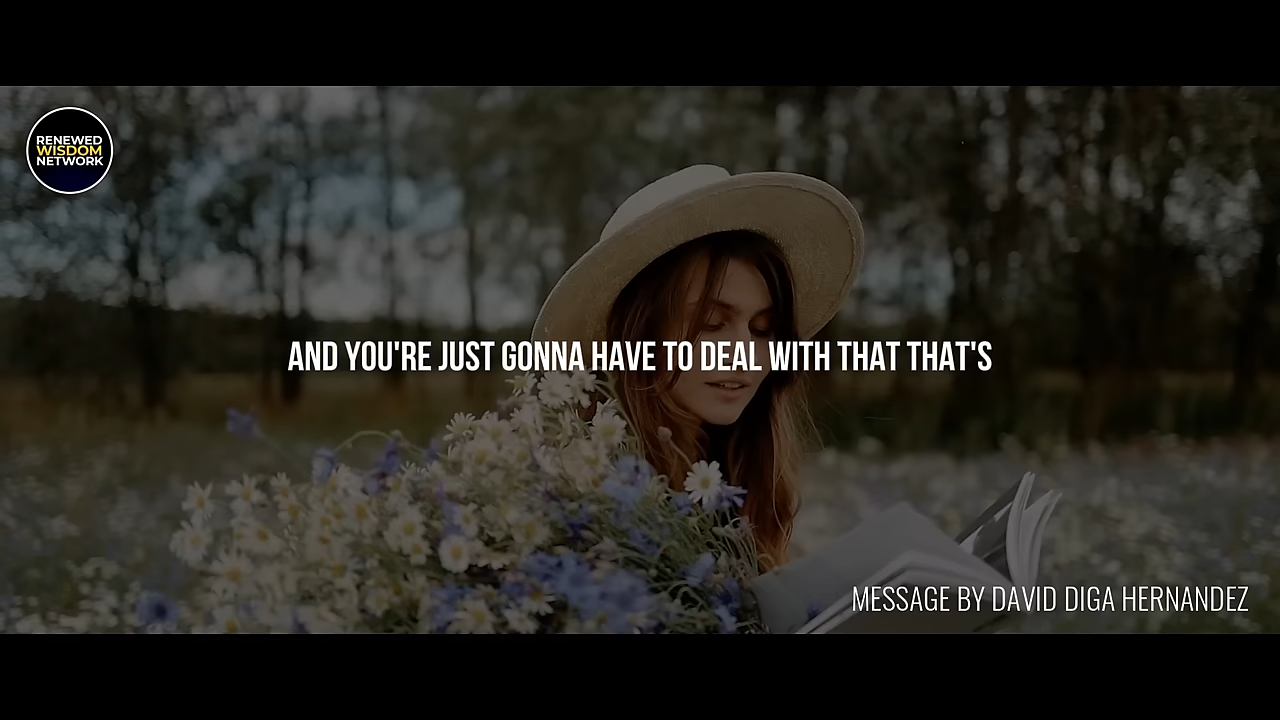 RENEWED
WISDOM
NETWORK
AND YOU'RE JUST GONNA HAVE TO DEAL WITH THAT THAT'S
MESSAGE BY DAVID DIGA HERNANDEZ